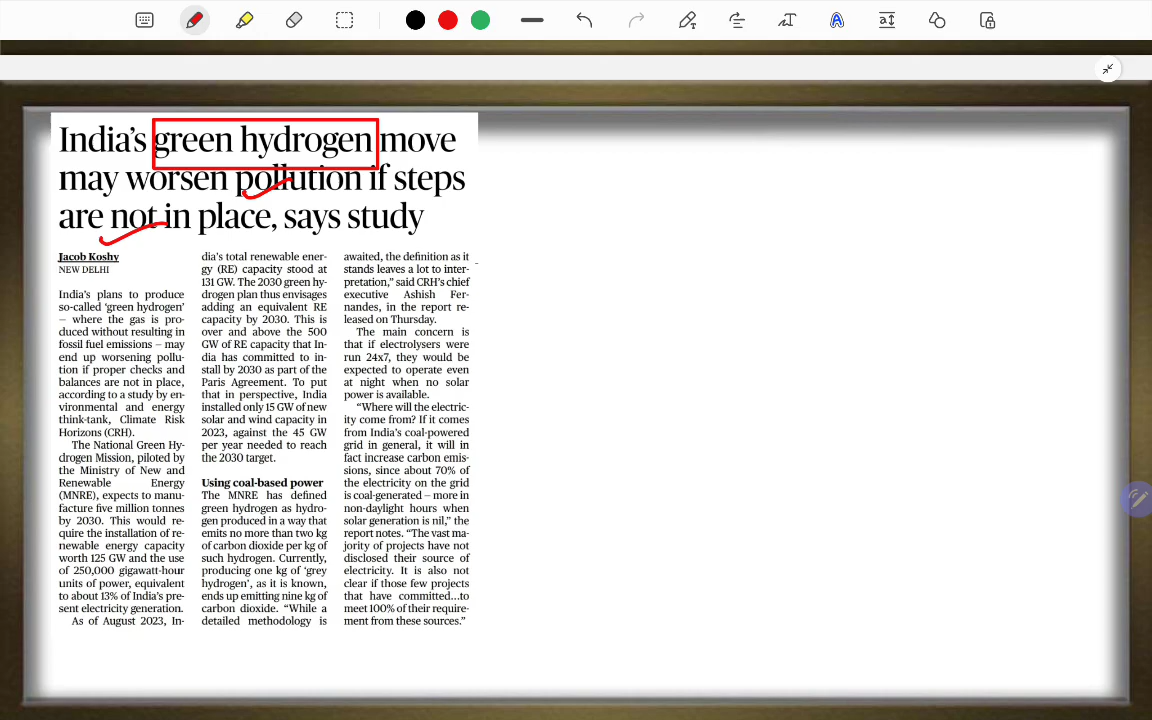 India's green hydrogen move
may worsen pollution if steps
are not in place, says study
Jacob Koshy
NEW DELHI
India's plans to produce
so-called 'green hydrogen'
– where the gas is pro-
duced without resulting in
fossil fuel emissions – may
end up worsening pollu-
tion if proper checks and
balances are not in place,
according to a study by en-
vironmental and energy
think-tank, Climate Risk
Horizons (CRH).
The National Green Hy-
drogen Mission, piloted by
the Ministry of New and
Renewable Energy
(MNRE), expects to manu-
facture five million tonnes
by 2030. This would re-
quire the installation of re-
newable energy capacity
worth 125 GW and the use
of 250,000 gigawatt-hour
units of power, equivalent
to about 13% of India's pre-
sent electricity generation.
As of August 2023, In-
dia's total renewable ener-
gy (RE) capacity stood at
131 GW. The 2030 green hy-
drogen plan thus envisages
adding an equivalent RE
capacity by 2030. This is
over and above the 500
GW of RE capacity that In-
dia has committed to in-
stall by 2030 as part of the
Paris Agreement. To put
that in perspective, India
installed only 15 GW of new
solar and wind capacity in
2023, against the 45 GW
per year needed to reach
the 2030 target.
Using coal-based power
The MNRE has defined
green hydrogen as hydro-
gen produced in a way that
emits no more than two kg
of carbon dioxide per kg of
such hydrogen. Currently,
producing one kg of 'grey
hydrogen', as it is known,
ends up emitting nine kg of
carbon dioxide. "While a
detailed methodology is
awaited, the definition as it
stands leaves a lot to inter-
pretation," said CRH's chief
executive Ashish Fer-
nandes, in the report re-
leased on Thursday.
The main concern is
that if electrolysers were
run 24x7, they would be
expected to operate even
at night when no solar
power is available.
"Where will the electric-
ity come from? If it comes
from India's coal-powered
grid in general, it will in
fact increase carbon emis-
sions, since about 70% of
the electricity on the grid
is coal-generated – more in
non-daylight hours when
solar generation is nil," the
report notes. "The vast ma-
jority of projects have not
disclosed their source of
electricity. It is also not
clear if those few projects
that have committed...to
meet 100% of their require-
ment from these sources."